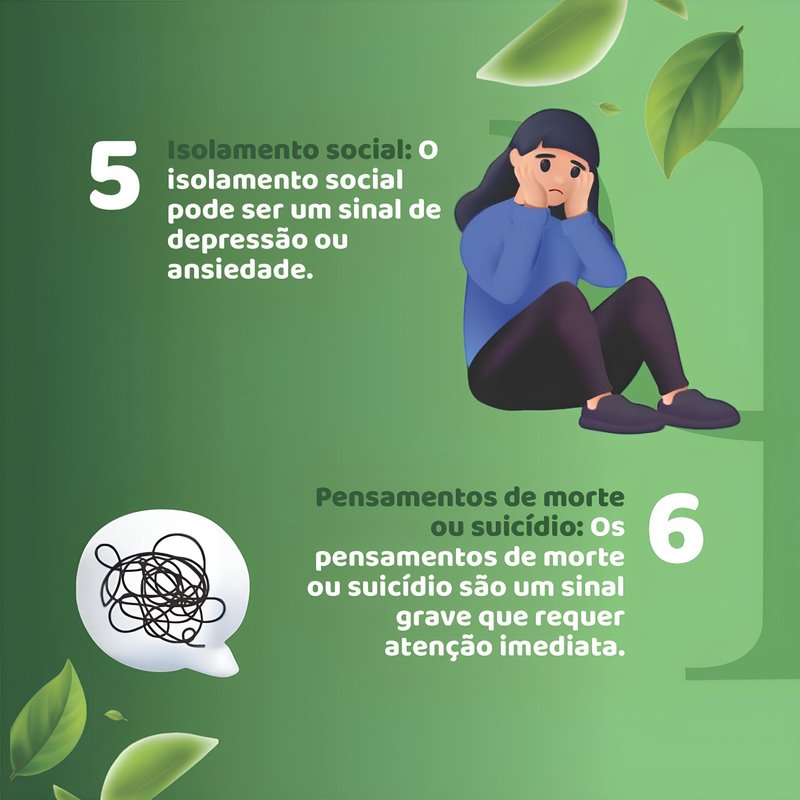 5
Isolamento social: O
isolamento social
pode ser um sinal de
depressão ou
ansiedade.
Pensamentos de morte
ou suicídio: Os
pensamentos de morte
ou suicídio são um sinal
grave que requer
atenção imediata.
6